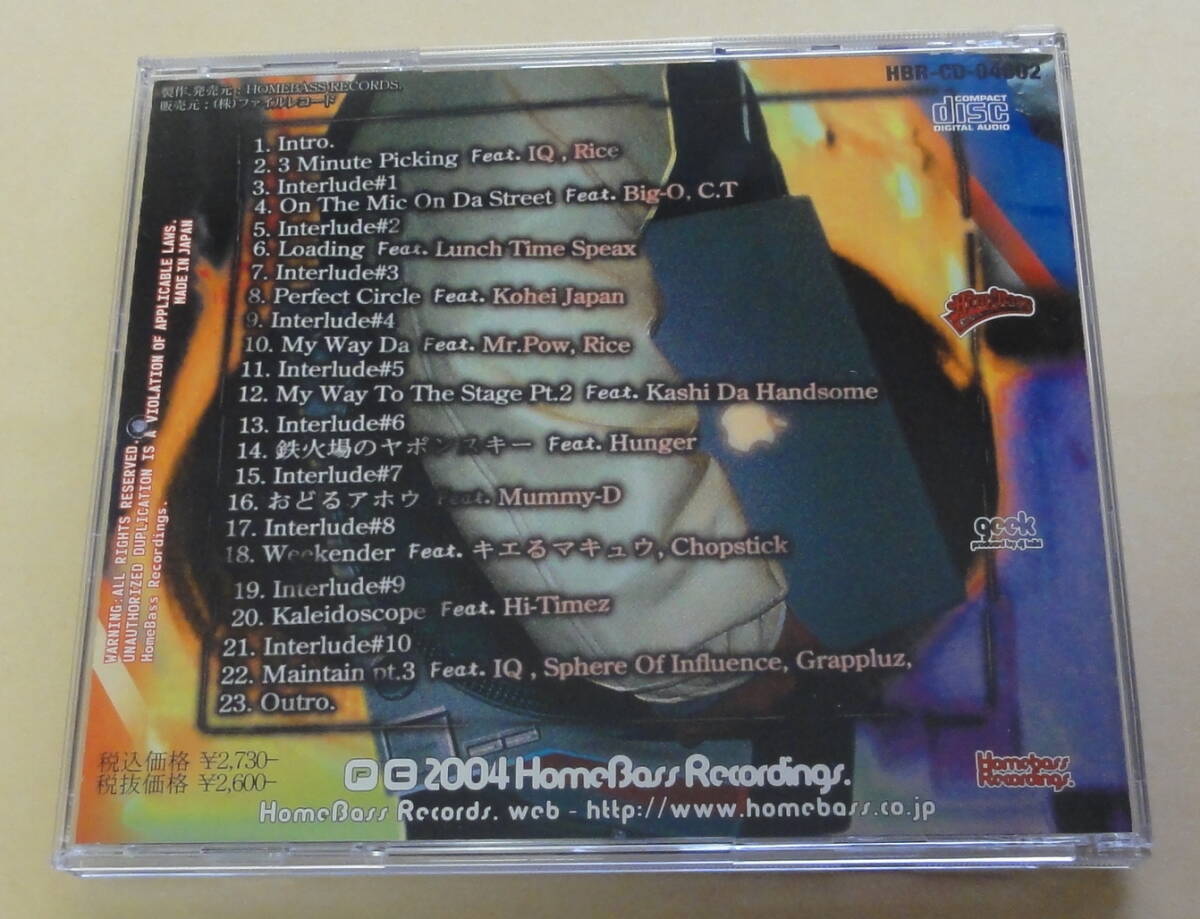 製作.発売元 : HOMEBASS RECORDS.
販売元 : (株)ファイルレコード
HBR-CD-04002
COMPACT
disc
DIGITAL AUDIO
1. Intro.
2. 3 Minute Picking Feat. IQ , Rice
3. Interlude#1
4. On The Mic On Da Street Feat. Big-O, C.T
5. Interlude#2
6. Loading Feat. Lunch Time Speax
7. Interlude#3
8. Perfect Circle Feat. Kohei Japan
9. Interlude#4
10. My Way Da Feat. Mr.Pow, Rice
11. Interlude#5
12. My Way To The Stage Pt.2 Feat. Kashi Da Handsome
13. Interlude#6
14. 鉄火場のヤポンスキー Feat. Hunger
15. Interlude#7
16. おどるアホウ Feat. Mummy-D
17. Interlude#8
18. Weekender Feat. キエるマキュウ, Chopstick
19. Interlude#9
20. Kaleidoscope Feat. Hi-Timez
21. Interlude#10
22. Maintain pt.3 Feat. IQ , Sphere Of Influence, Grappluz,
23. Outro.
WARNING:ALL RIGHTS RESERVED.
UNAUTHORIZED DUPLICATION IS A VIOLATION OF APPLICABLE LAWS.
HomeBass Recordings.
MADE IN JAPAN
geek
Homebass
Recordings.
税込価格 ¥2,730-
税抜価格 ¥2,600-
Ⓟ Ⓒ 2004 HomeBass Recordings.
HomeBass Records. web - http://www.homebass.co.jp